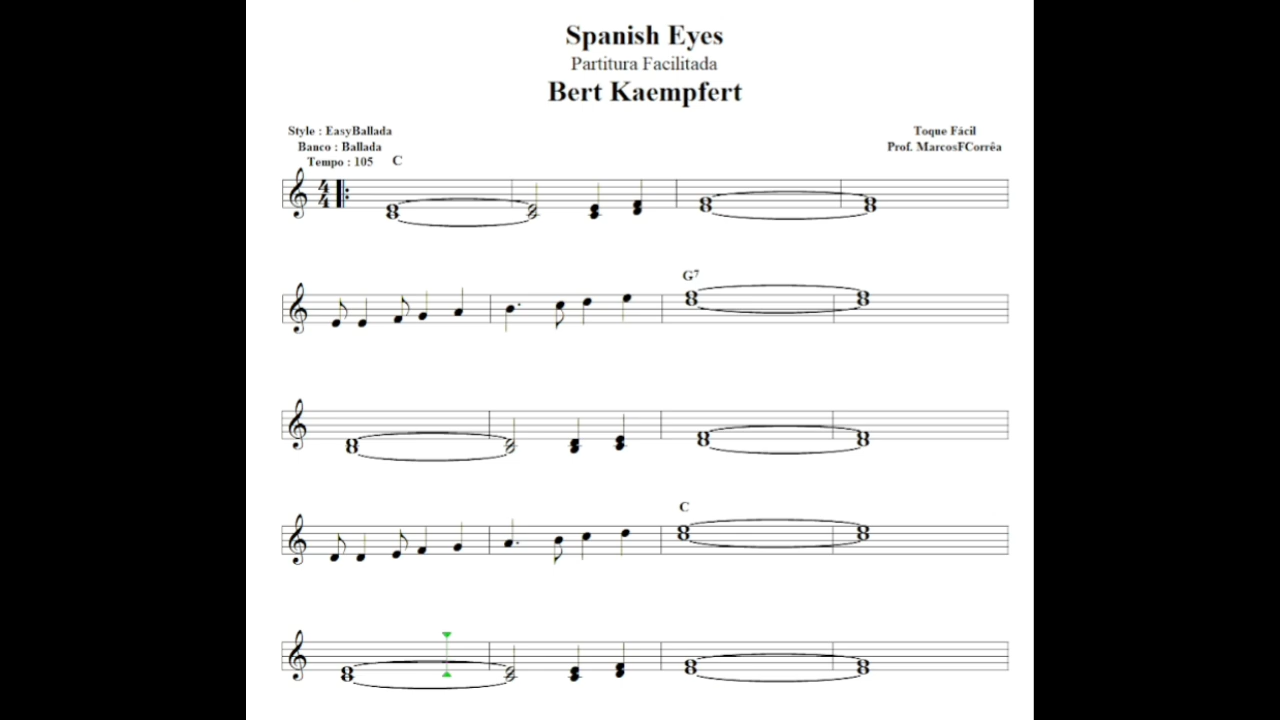 Spanish Eyes
Partitura Facilitada
Bert Kaempfert
Style : EasyBallada
Banco : Ballada
Tempo : 105
C
Toque Fácil
Prof. MarcosFCorrêa
4
4
G7
C